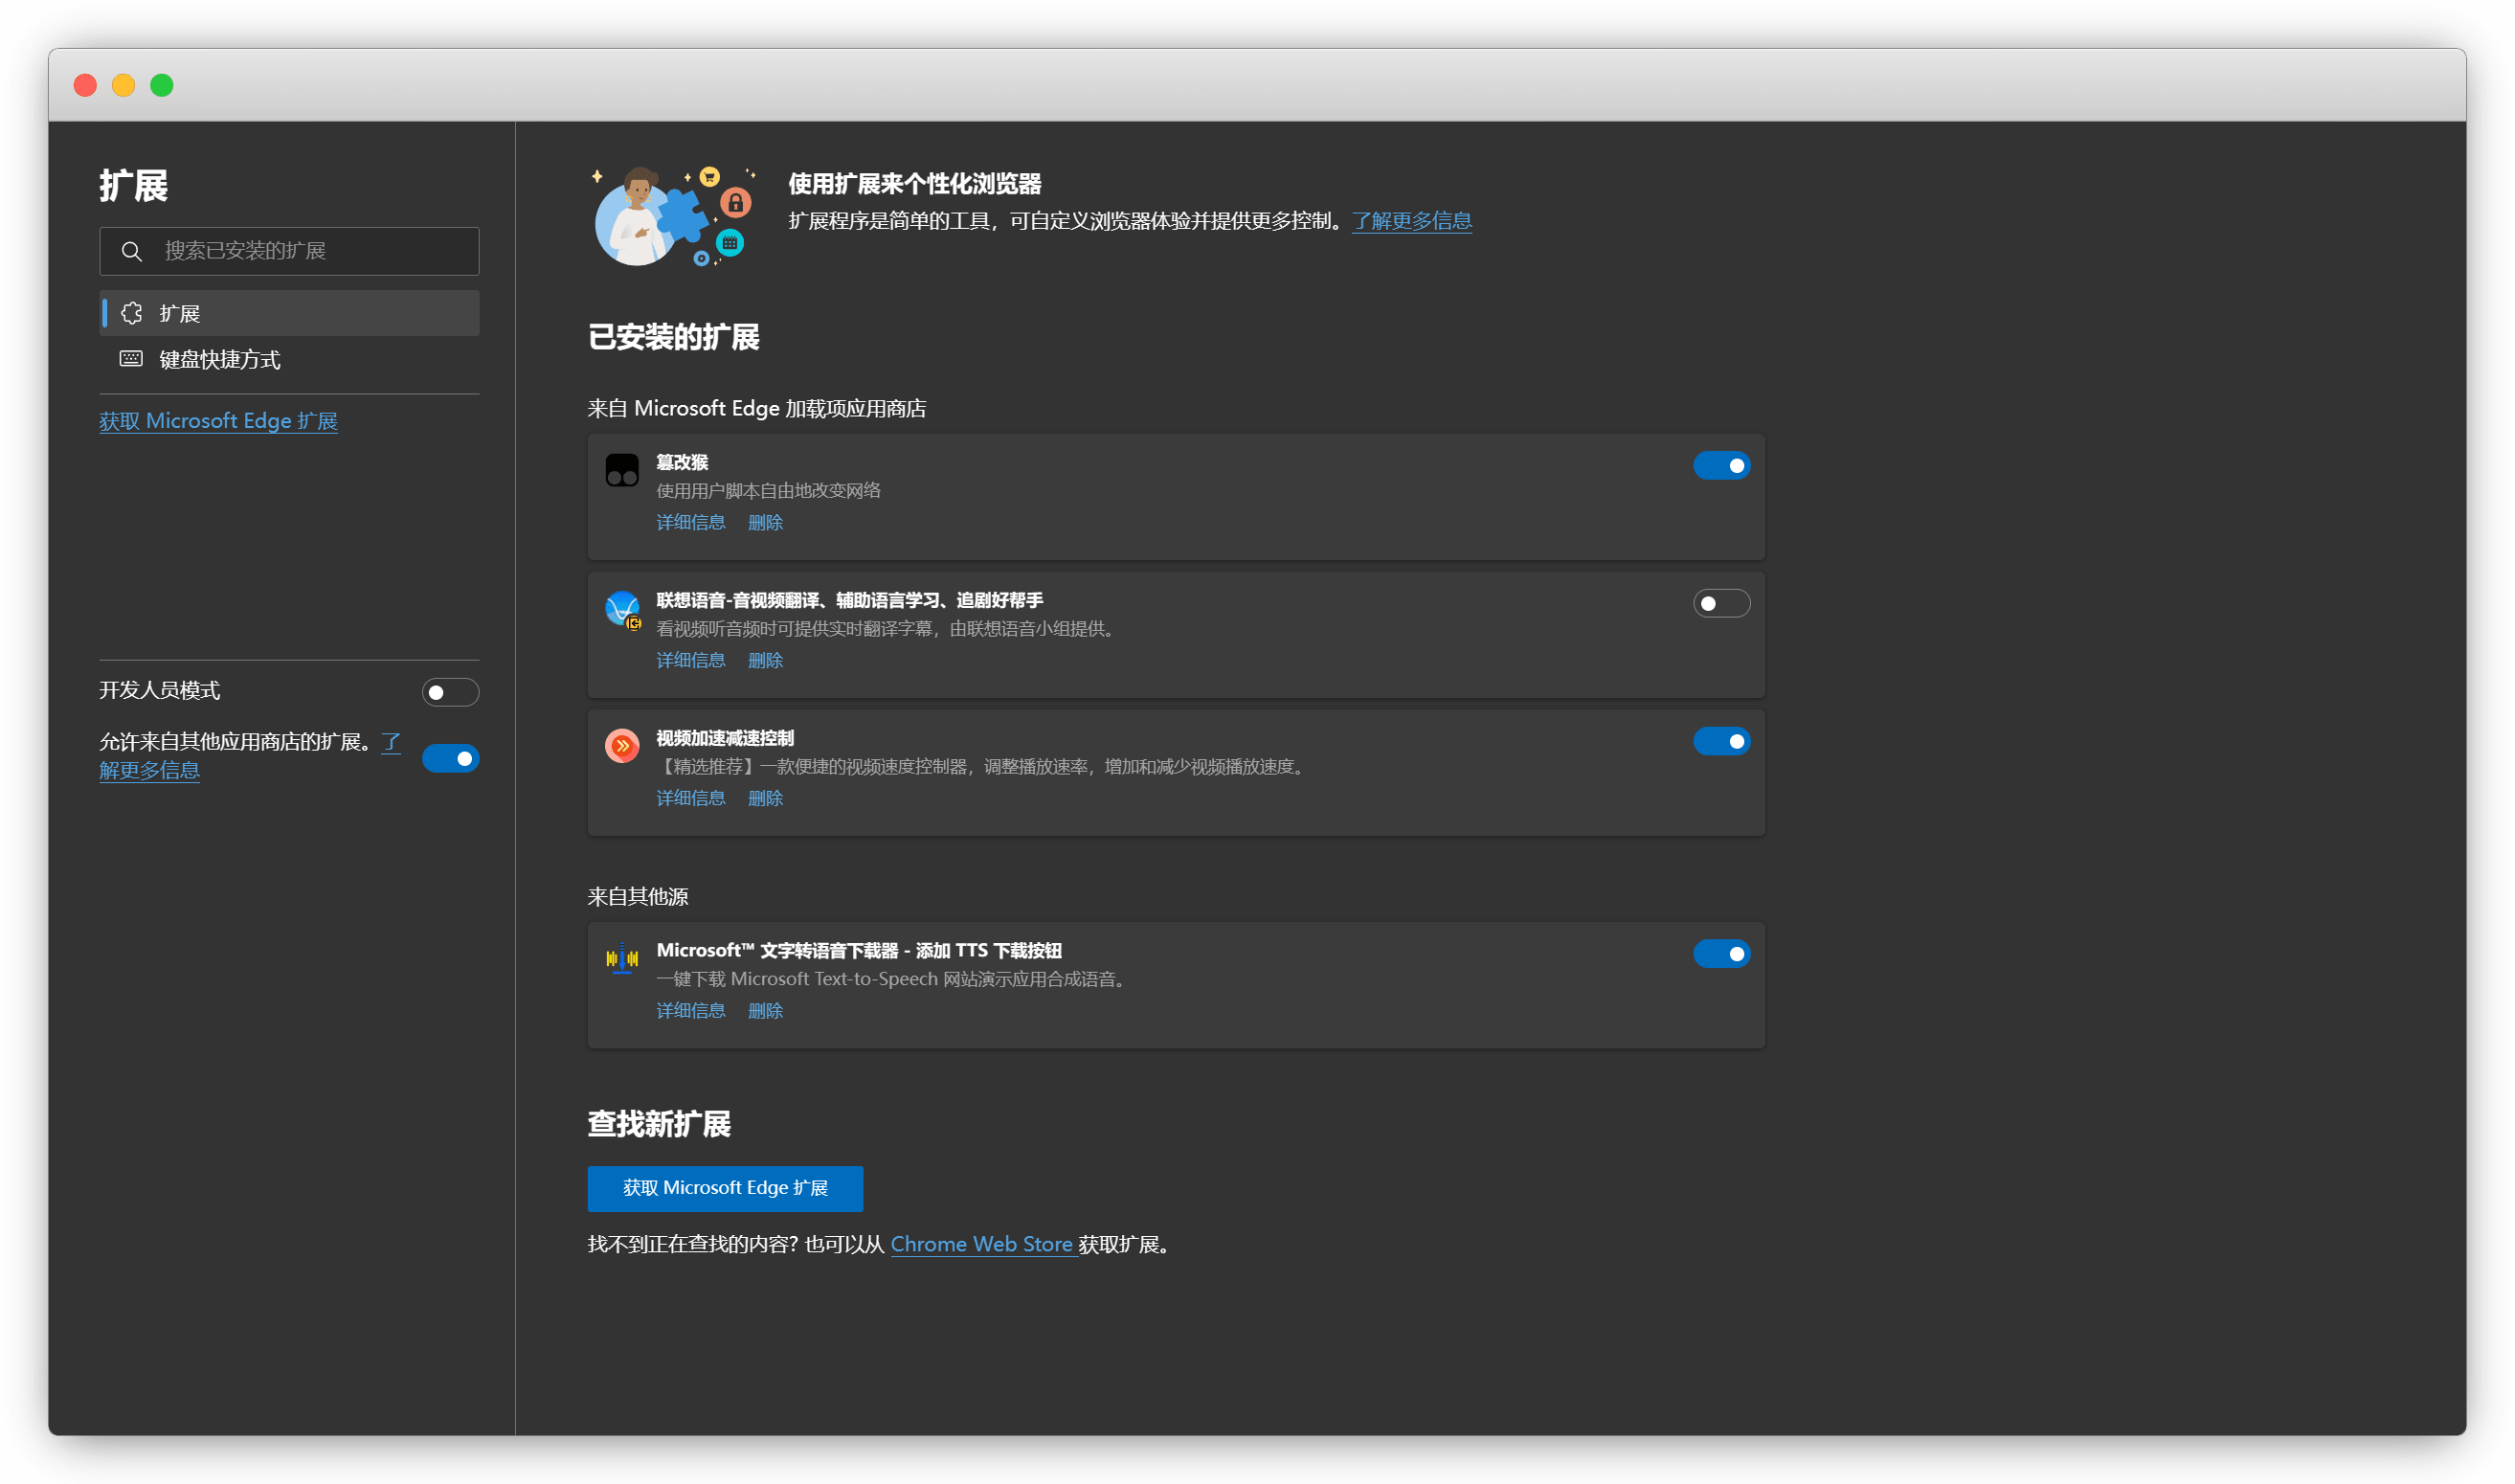 扩展
搜索已安装的扩展
扩展
键盘快捷方式
获取 Microsoft Edge 扩展
开发人员模式
允许来自其他应用商店的扩展。了
解更多信息
使用扩展来个性化浏览器
扩展程序是简单的工具，可自定义浏览器体验并提供更多控制。了解更多信息
已安装的扩展
来自 Microsoft Edge 加载项应用商店
篡改猴
使用用户脚本自由地改变网络
详细信息 删除
联想语音-音视频翻译、辅助语言学习、追剧好帮手
看视频听音频时可提供实时翻译字幕，由联想语音小组提供。
详细信息 删除
视频加速减速控制
【精选推荐】一款便捷的视频速度控制器，调整播放速率，增加和减少视频播放速度。
详细信息 删除
来自其他源
Microsoft™ 文字转语音下载器 - 添加 TTS 下载按钮
一键下载 Microsoft Text-to-Speech 网站演示应用合成语音。
详细信息 删除
查找新扩展
获取 Microsoft Edge 扩展
找不到正在查找的内容? 也可以从 Chrome Web Store 获取扩展。